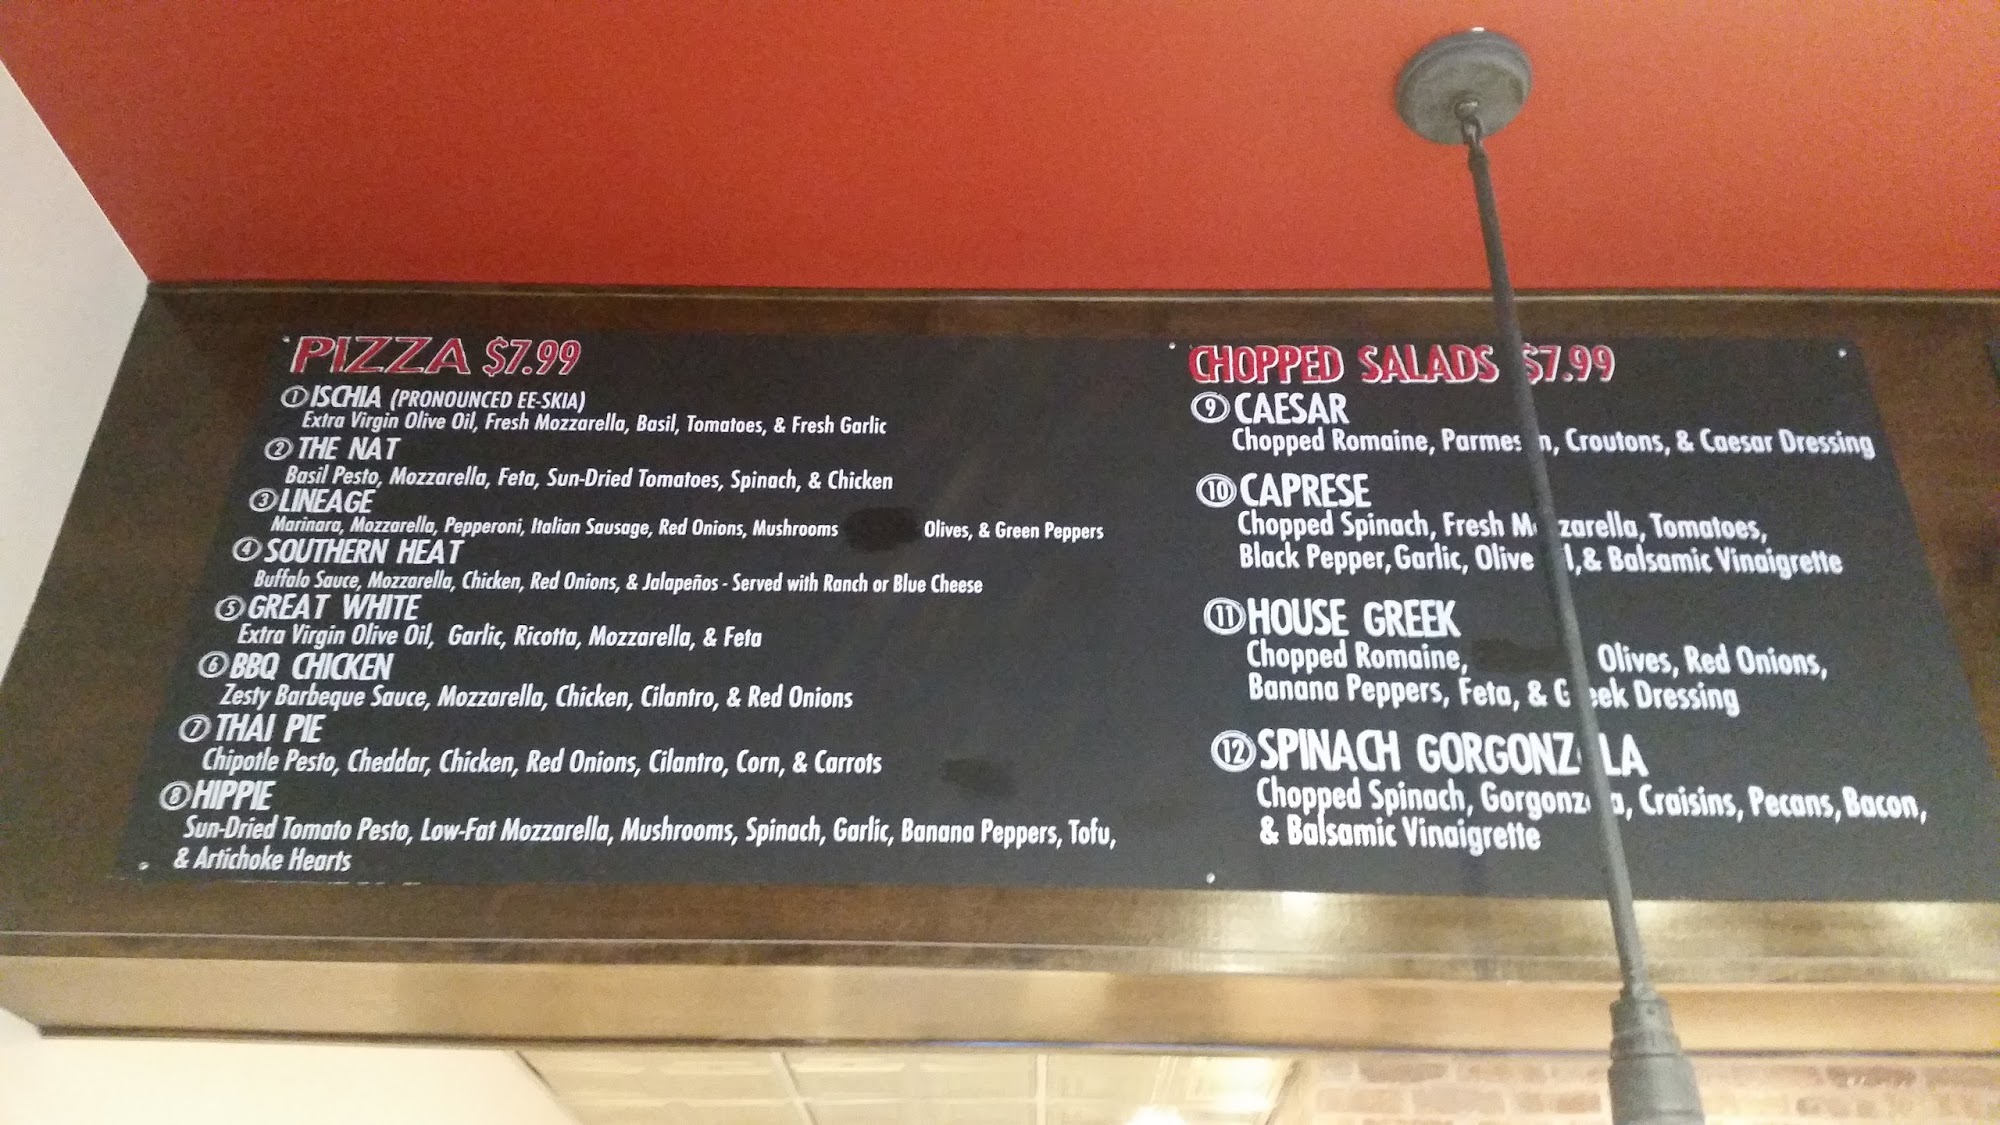 PIZZA $7.99
① ISCHIA (PRONOUNCED EE-SKIA)
Extra Virgin Olive Oil, Fresh Mozzarella, Basil, Tomatoes, & Fresh Garlic
② THE NAT
Basil Pesto, Mozzarella, Feta, Sun-Dried Tomatoes, Spinach, & Chicken
③ LINEAGE
Marinara, Mozzarella, Pepperoni, Italian Sausage, Red Onions, Mushrooms Olives, & Green Peppers
④ SOUTHERN HEAT
Buffalo Sauce, Mozzarella, Chicken, Red Onions, & Jalapeños - Served with Ranch or Blue Cheese
⑤ GREAT WHITE
Extra Virgin Olive Oil, Garlic, Ricotta, Mozzarella, & Feta
⑥ BBQ CHICKEN
Zesty Barbeque Sauce, Mozzarella, Chicken, Cilantro, & Red Onions
⑦ THAI PIE
Chipotle Pesto, Cheddar, Chicken, Red Onions, Cilantro, Corn, & Carrots
⑧ HIPPIE
Sun-Dried Tomato Pesto, Low-Fat Mozzarella, Mushrooms, Spinach, Garlic, Banana Peppers, Tofu,
& Artichoke Hearts
CHOPPED SALADS $7.99
⑨ CAESAR
Chopped Romaine, Parmesan, Croutons, & Caesar Dressing
⑩ CAPRESE
Chopped Spinach, Fresh Mozzarella, Tomatoes,
Black Pepper, Garlic, Olive Oil, & Balsamic Vinaigrette
⑪ HOUSE GREEK
Chopped Romaine, Olives, Red Onions,
Banana Peppers, Feta, & Greek Dressing
⑫ SPINACH GORGONZOLA
Chopped Spinach, Gorgonzola, Craisins, Pecans, Bacon,
& Balsamic Vinaigrette